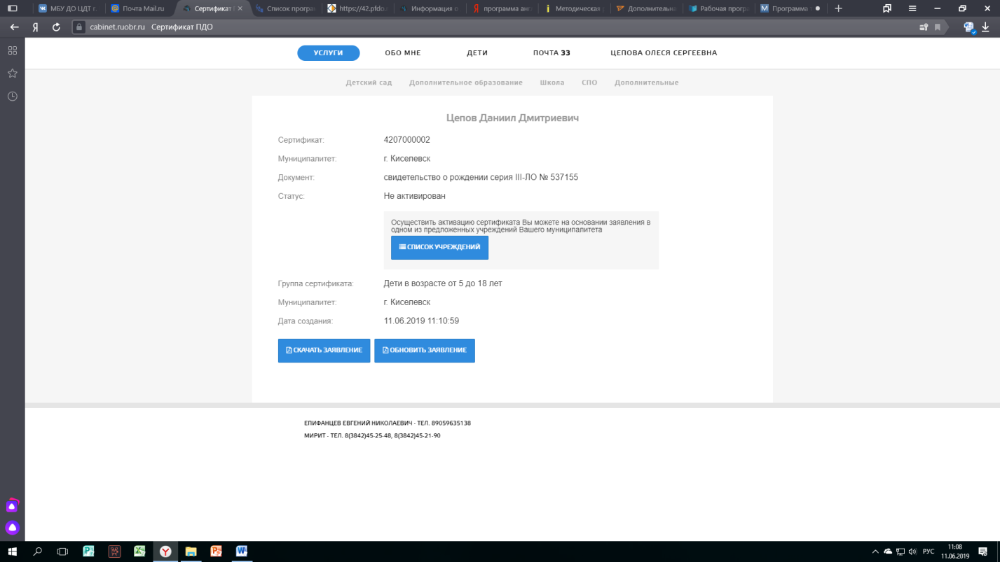 МБУ ДО ЦДТ г.
Почта Mail.ru
Сертификат П
Список програм
https://42.pfdo.
Информация о
программа анг
Методическая
Дополнительн
Рабочая прогр
Программа
cabinet.ruobr.ru Сертификат ПДО
УСЛУГИ ОБО МНЕ ДЕТИ ПОЧТА 33 ЦЕПОВА ОЛЕСЯ СЕРГЕЕВНА
Детский сад Дополнительное образование Школа СПО Дополнительные
Цепов Даниил Дмитриевич
Сертификат: 4207000002
Муниципалитет: г. Киселевск
Документ: свидетельство о рождении серия III-ЛО № 537155
Статус: Не активирован
Осуществить активацию сертификата Вы можете на основании заявления в
одном из предложенных учреждений Вашего муниципалитета
СПИСОК УЧРЕЖДЕНИЙ
Группа сертификата: Дети в возрасте от 5 до 18 лет
Муниципалитет: г. Киселевск
Дата создания: 11.06.2019 11:10:59
СКАЧАТЬ ЗАЯВЛЕНИЕ ОБНОВИТЬ ЗАЯВЛЕНИЕ
ЕПИФАНЦЕВ ЕВГЕНИЙ НИКОЛАЕВИЧ - ТЕЛ. 89059635138
МИРИТ - ТЕЛ. 8(3842)45-25-48, 8(3842)45-21-90
РУС
11:08
11.06.2019